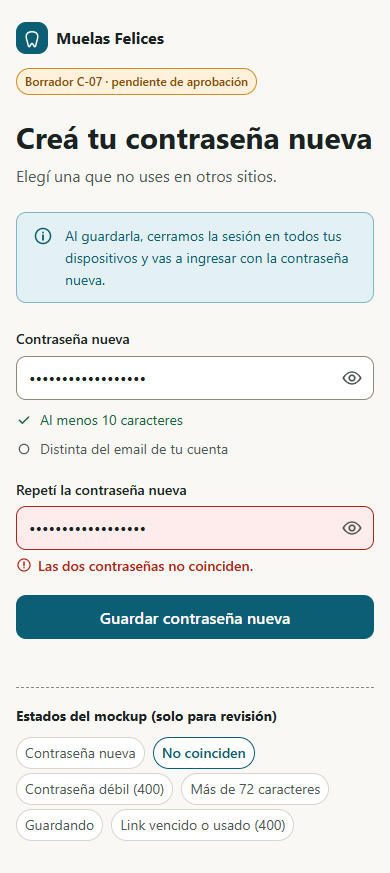 Muelas Felices
Borrador C-07 · pendiente de aprobación
Creá tu contraseña nueva
Elegí una que no uses en otros sitios.
Al guardarla, cerramos la sesión en todos tus
dispositivos y vas a ingresar con la contraseña
nueva.
Contraseña nueva
••••••••••••••••••
Al menos 10 caracteres
Distinta del email de tu cuenta
Repetí la contraseña nueva
••••••••••••••••••
Las dos contraseñas no coinciden.
Guardar contraseña nueva
Estados del mockup (solo para revisión)
Contraseña nueva
No coinciden
Contraseña débil (400)
Más de 72 caracteres
Guardando
Link vencido o usado (400)